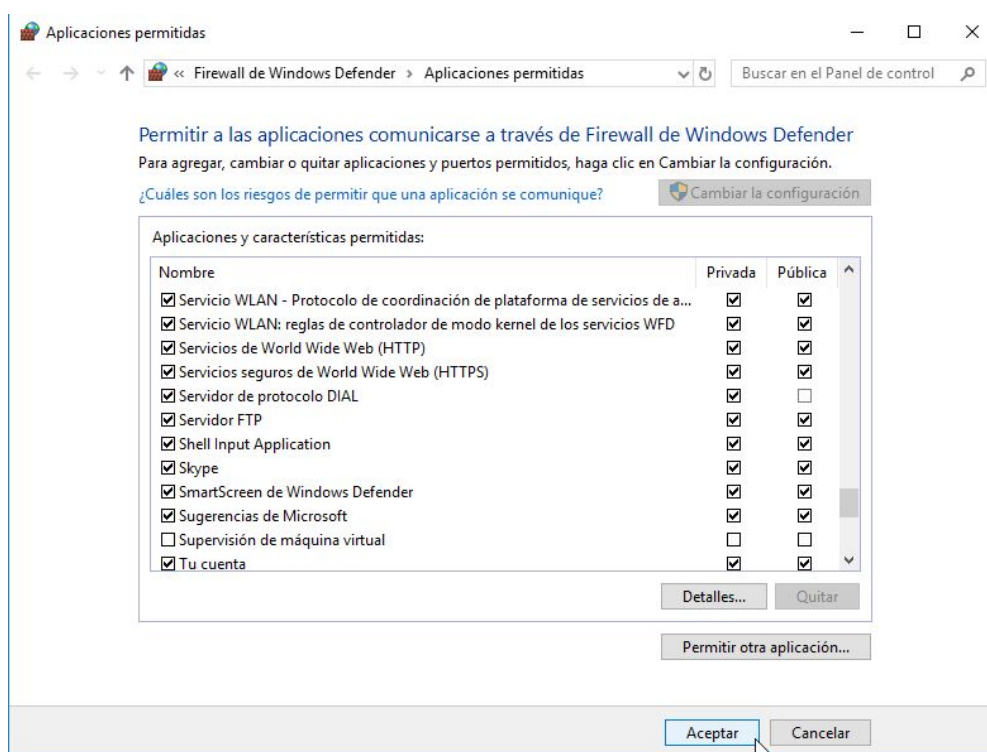 Aplicaciones permitidas
« Firewall de Windows Defender > Aplicaciones permitidas
Buscar en el Panel de control
Permitir a las aplicaciones comunicarse a través de Firewall de Windows Defender
Para agregar, cambiar o quitar aplicaciones y puertos permitidos, haga clic en Cambiar la configuración.
¿Cuáles son los riesgos de permitir que una aplicación se comunique?
Cambiar la configuración
Aplicaciones y características permitidas:
Nombre Privada Pública
Servicio WLAN - Protocolo de coordinación de plataforma de servicios de a...
Servicio WLAN: reglas de controlador de modo kernel de los servicios WFD
Servicios de World Wide Web (HTTP)
Servicios seguros de World Wide Web (HTTPS)
Servidor de protocolo DIAL
Servidor FTP
Shell Input Application
Skype
SmartScreen de Windows Defender
Sugerencias de Microsoft
Supervisión de máquina virtual
Tu cuenta
Detalles... Quitar
Permitir otra aplicación...
Aceptar Cancelar